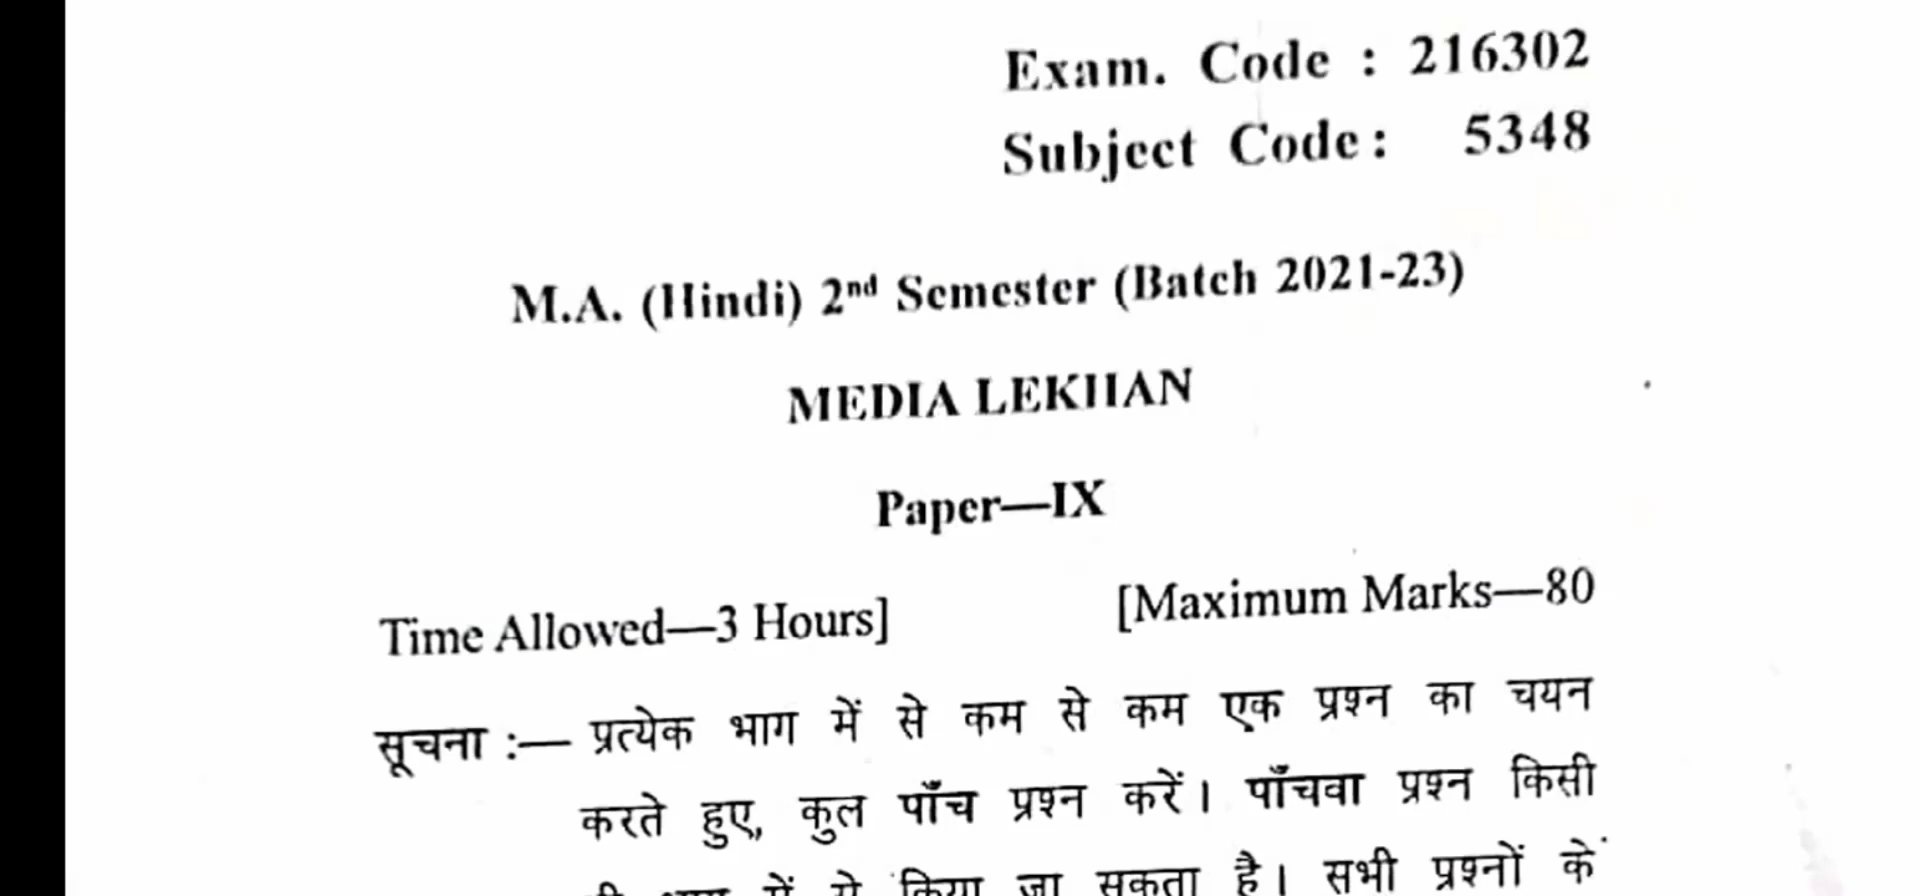 Exam. Code : 216302
Subject Code : 5348
M.A. (Hindi) 2nd Semester (Batch 2021-23)
MEDIA LEKHAN
Paper—IX
Time Allowed—3 Hours] [Maximum Marks—80
सूचना :— प्रत्येक भाग में से कम से कम एक प्रश्न का चयन
करते हुए, कुल पाँच प्रश्न करें। पाँचवा प्रश्न किसी
भी भाग में से किया जा सकता है। सभी प्रश्नों के